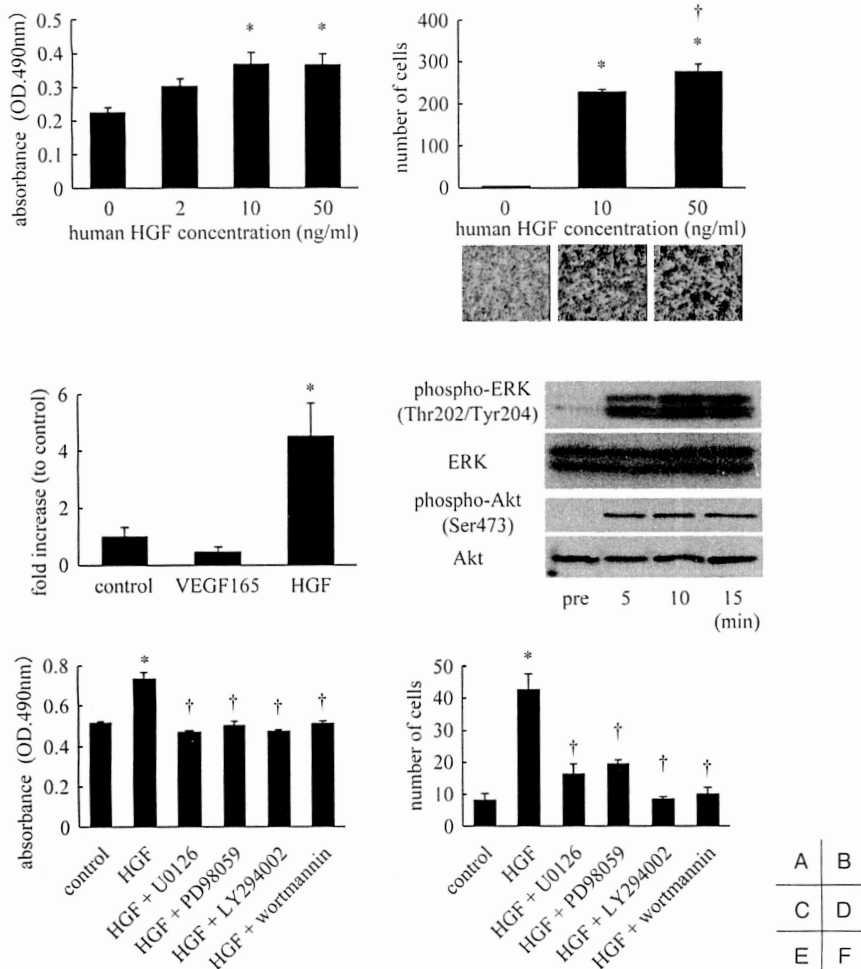 absorbance (OD.490nm)
0.5
0.4
0.3
0.2
0.1
0
* *
0 2 10 50
human HGF concentration (ng/ml)
number of cells
400
300
200
100
0
*
†
*
0 10 50
human HGF concentration (ng/ml)
fold increase (to control)
6
4
2
0
*
control VEGF165 HGF
phospho-ERK
(Thr202/Tyr204)
ERK
phospho-Akt
(Ser473)
Akt
pre 5 10 15
(min)
absorbance (OD.490nm)
0.8
0.6
0.4
0.2
0
* † † † †
control
HGF
HGF + U0126
HGF + PD98059
HGF + LY294002
HGF + wortmannin
number of cells
50
40
30
20
10
0
* † † † †
control
HGF
HGF + U0126
HGF + PD98059
HGF + LY294002
HGF + wortmannin
A B
C D
E F